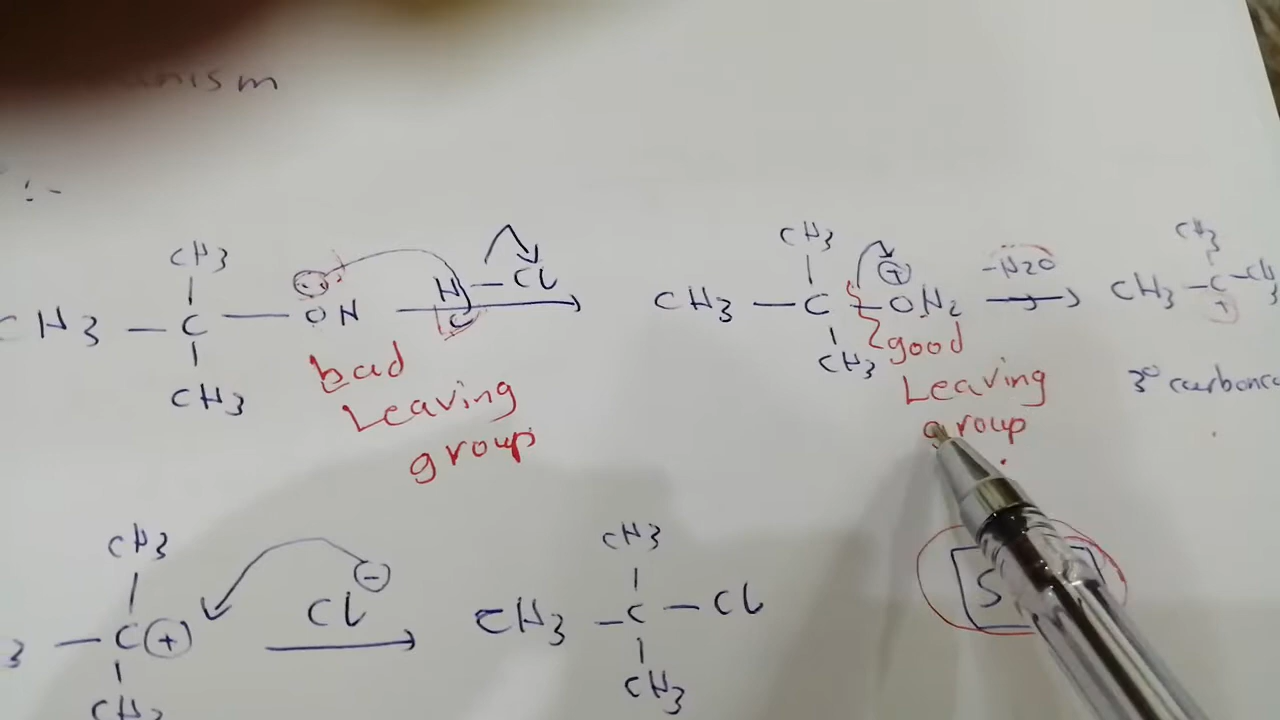 CH3 CH3 CH3
H - Cl
CH3 - C - OH CH3 - C - OH2 -H2O CH3 - C - CH3
CH3 CH3
bad good
Leaving Leaving 3°
group group
CH3 CH3
Cl
C CH3 - C - Cl
CH3 CH3